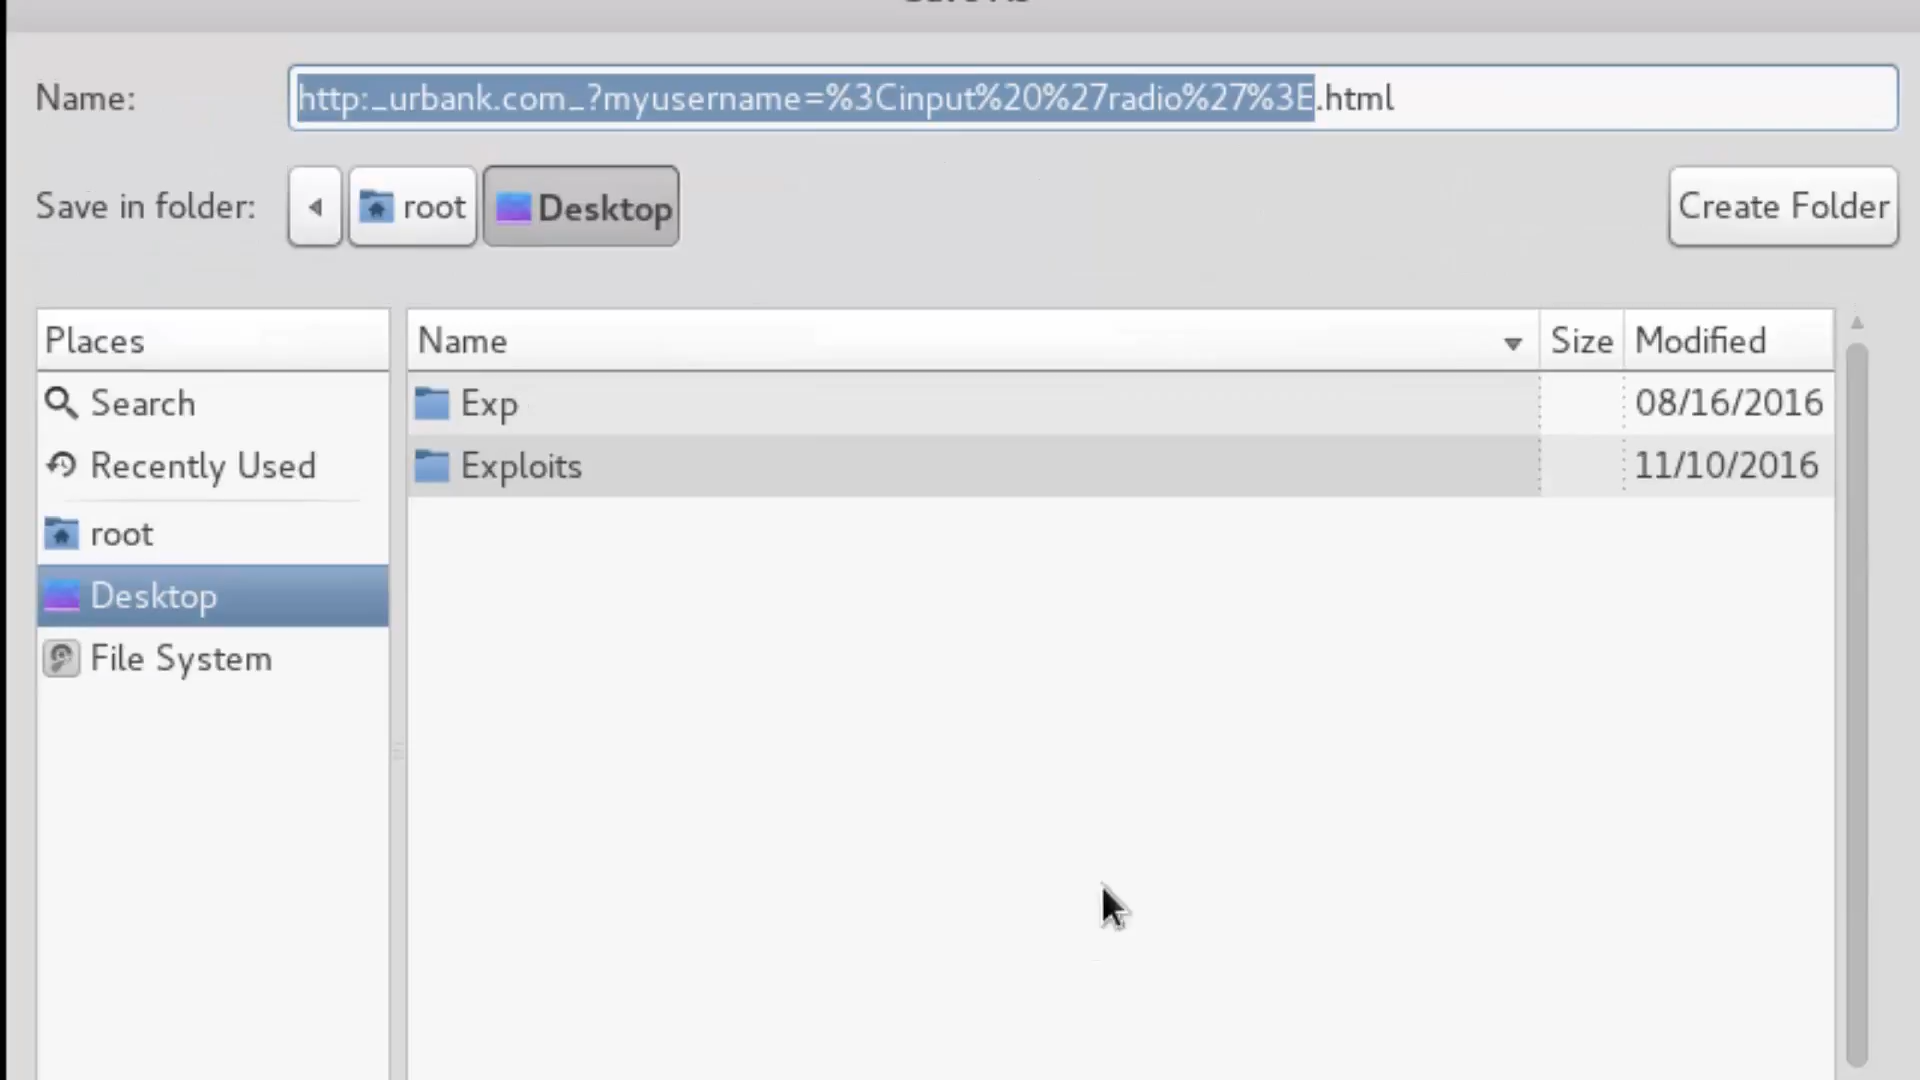 Name: http:_urbank.com_?myusername=%3Cinput%20%27radio%27%3E.html
Save in folder: root Desktop Create Folder
Places
Search
Recently Used
root
Desktop
File System
Name Size Modified
Exp 08/16/2016
Exploits 11/10/2016